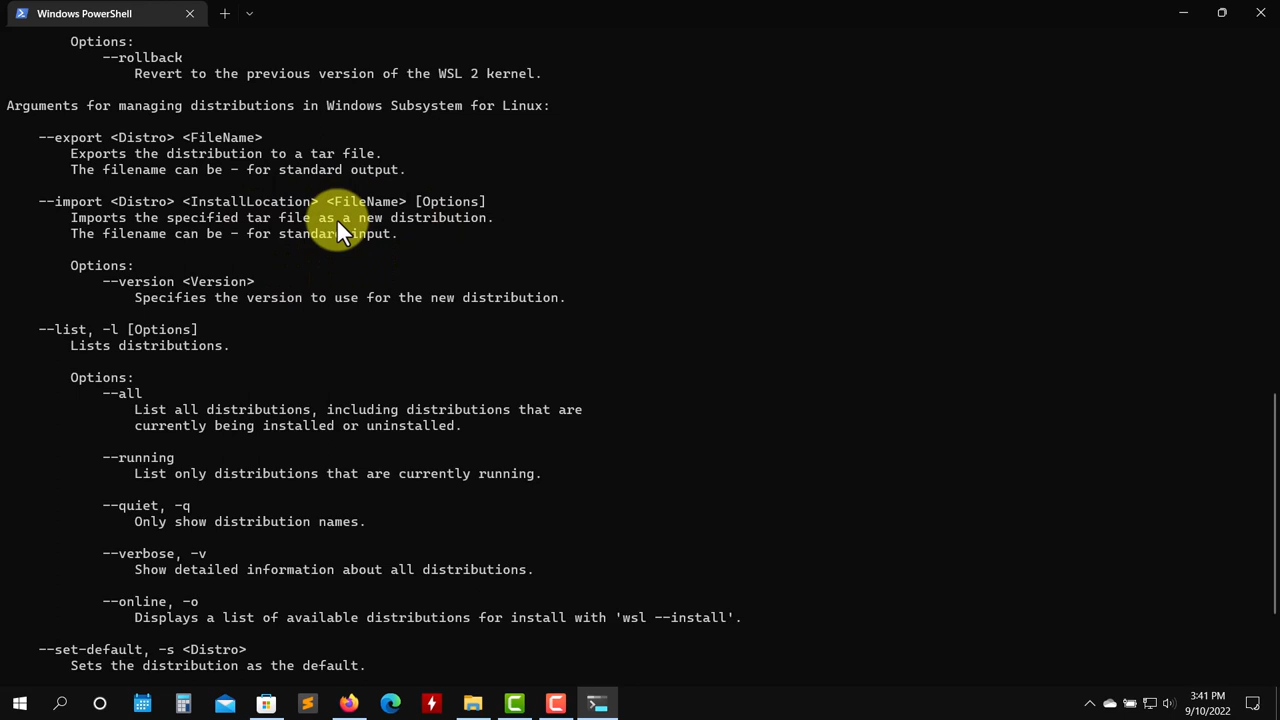 Windows PowerShell
Options:
--rollback
Revert to the previous version of the WSL 2 kernel.
Arguments for managing distributions in Windows Subsystem for Linux:
--export <Distro> <FileName>
Exports the distribution to a tar file.
The filename can be - for standard output.
--import <Distro> <InstallLocation> <FileName> [Options]
Imports the specified tar file as a new distribution.
The filename can be - for standard input.
Options:
--version <Version>
Specifies the version to use for the new distribution.
--list, -l [Options]
Lists distributions.
Options:
--all
List all distributions, including distributions that are
currently being installed or uninstalled.
--running
List only distributions that are currently running.
--quiet, -q
Only show distribution names.
--verbose, -v
Show detailed information about all distributions.
--online, -o
Displays a list of available distributions for install with 'wsl --install'.
--set-default, -s <Distro>
Sets the distribution as the default.
3:41 PM
9/10/2022